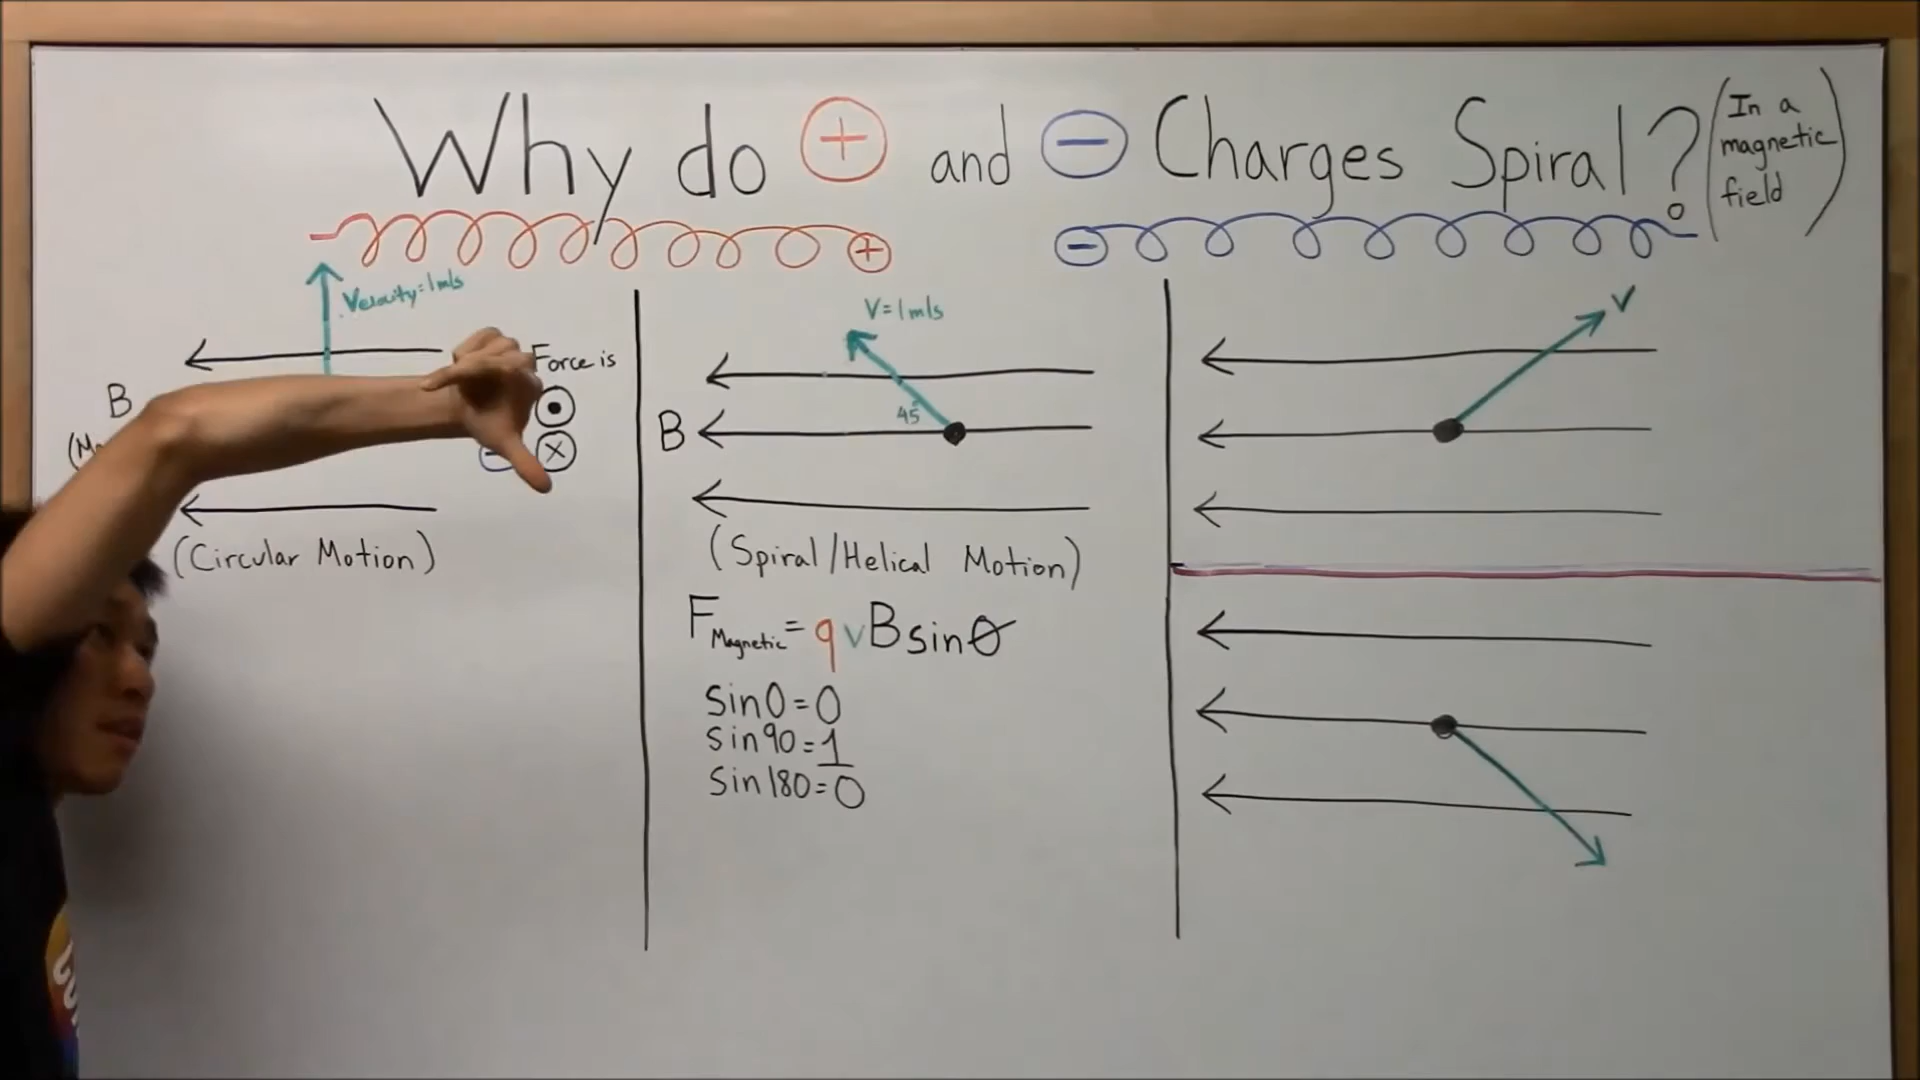 Why do + and − Charges Spiral?
(In a
magnetic
field)
+
−
Velocity=1m/s
Force is
B
−
(Circular Motion)
V=1m/s
45°
B
(Spiral/Helical Motion)
F Magnetic = qvBsinθ
sin0=0
sin90=1
sin180=0
V